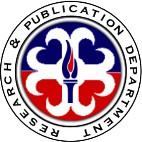 RESEARCH & PUBLICATION DEPARTMENT